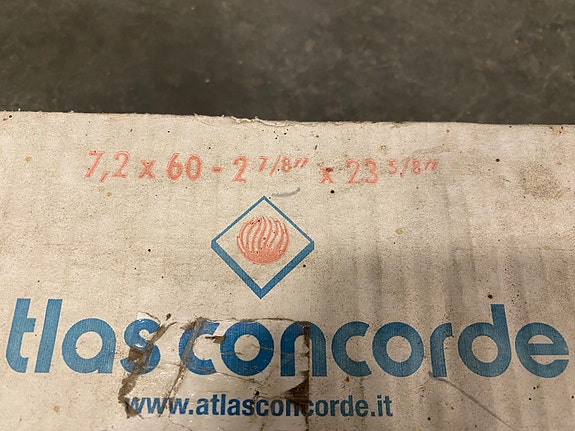 7,2 x 60 - 2 7/8" x 23 5/8"
tlas concorde
www.atlasconcorde.it